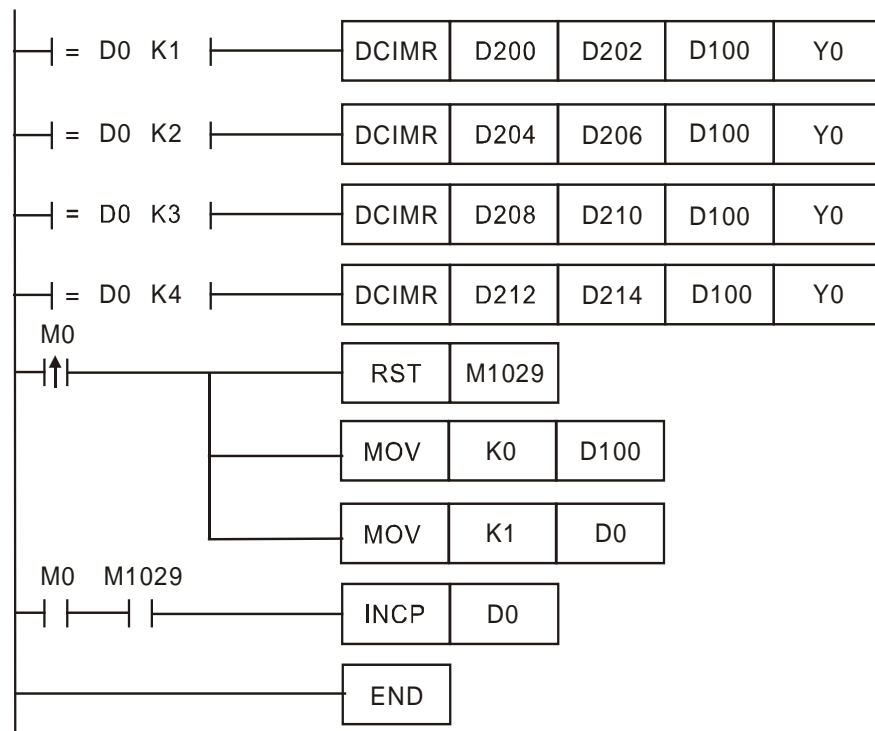 = D0 K1 DCIMR D200 D202 D100 Y0
= D0 K2 DCIMR D204 D206 D100 Y0
= D0 K3 DCIMR D208 D210 D100 Y0
= D0 K4 DCIMR D212 D214 D100 Y0
M0
RST M1029
MOV K0 D100
MOV K1 D0
M0 M1029
INCP D0
END